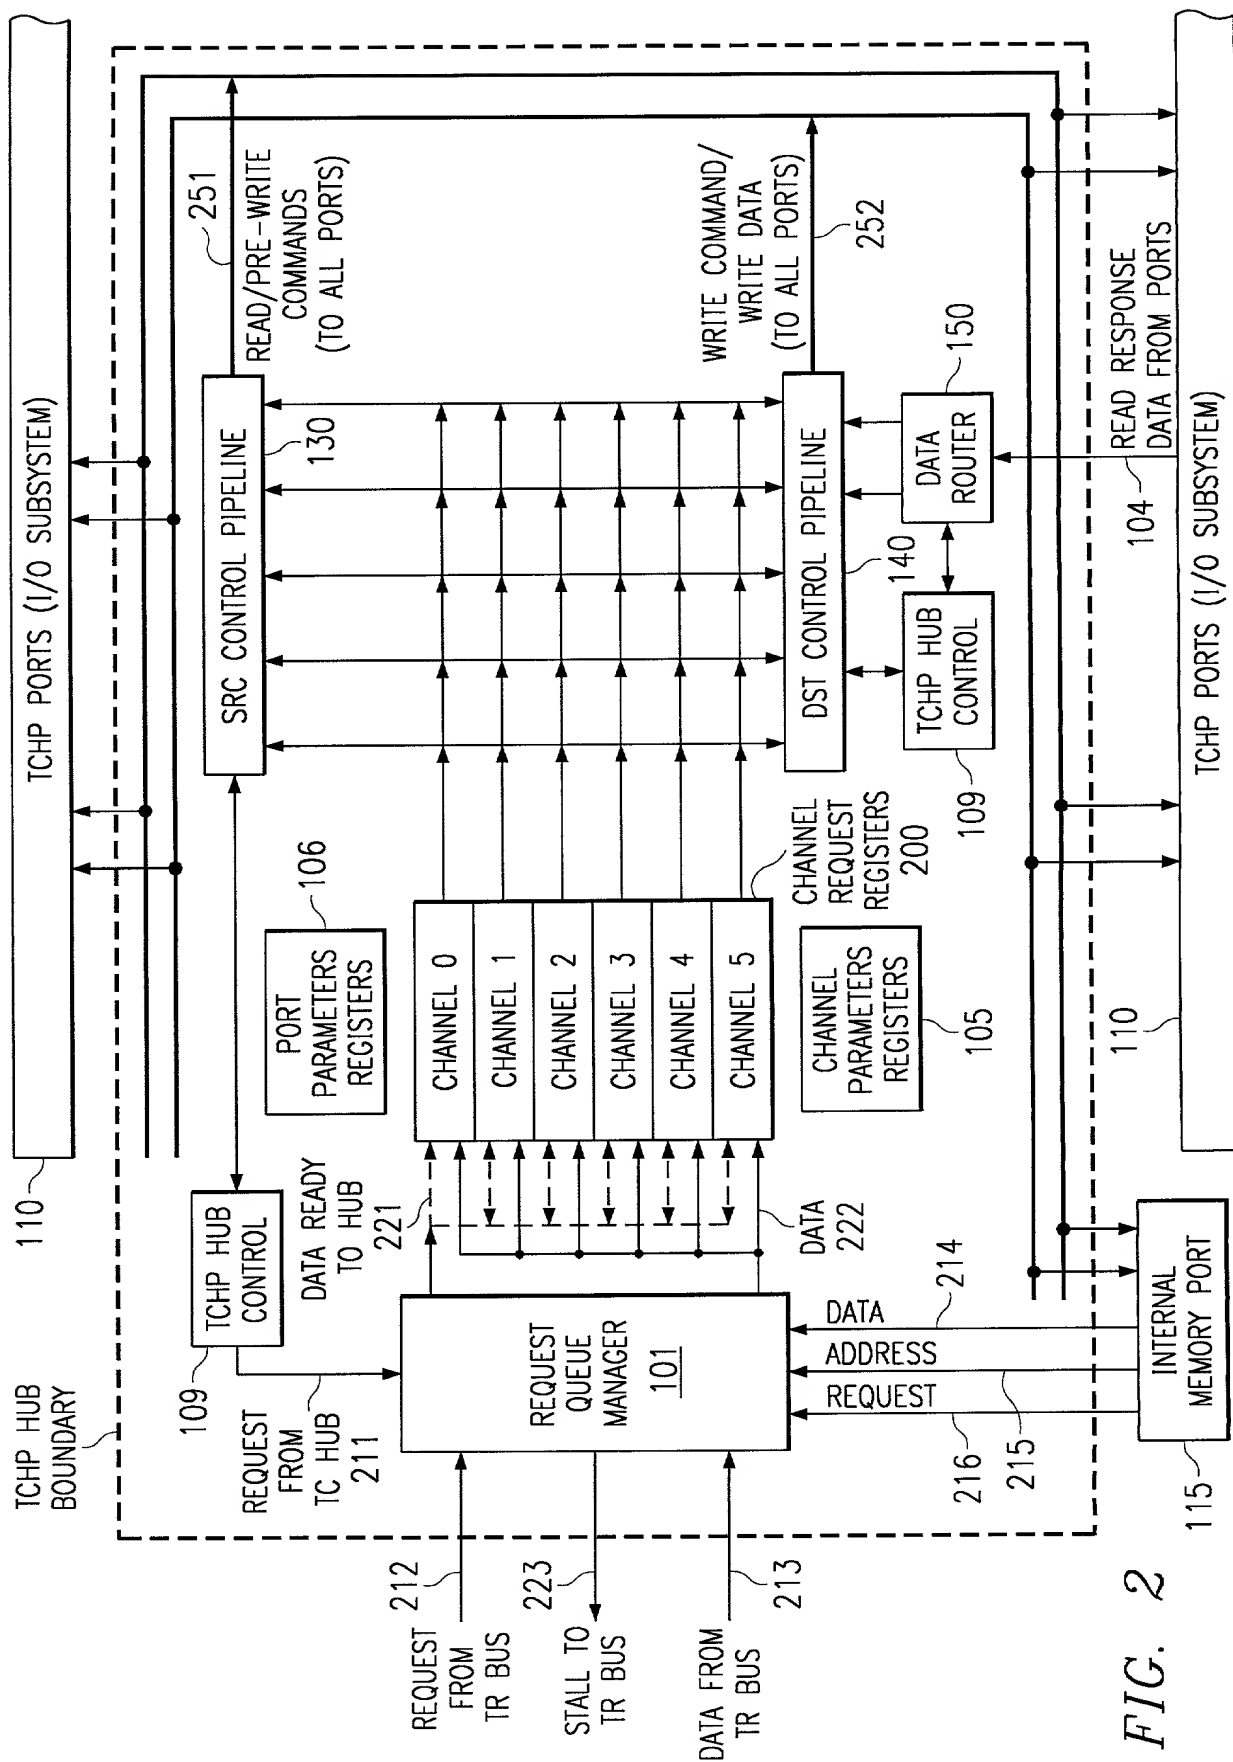 TCHP HUB
BOUNDARY
110
TCHP PORTS (I/O SUBSYSTEM)
109
TCHP HUB
CONTROL
REQUEST
FROM
TC HUB
211
DATA READY
TO HUB
221
PORT
PARAMETERS
REGISTERS
106
SRC CONTROL PIPELINE
130
251
READ/PRE-WRITE
COMMANDS
(TO ALL PORTS)
REQUEST
FROM
TR BUS
212
STALL TO
TR BUS
223
DATA FROM
TR BUS
213
REQUEST
QUEUE
MANAGER
101
CHANNEL 0
CHANNEL 1
CHANNEL 2
CHANNEL 3
CHANNEL 4
CHANNEL 5
DATA
222
CHANNEL
REQUEST
REGISTERS
200
CHANNEL
PARAMETERS
REGISTERS
105
DST CONTROL PIPELINE
140
WRITE COMMAND/
WRITE DATA
(TO ALL PORTS)
252
TCHP HUB
CONTROL
109
DATA
ROUTER
150
READ RESPONSE
DATA FROM PORTS
104
DATA
214
ADDRESS
215
REQUEST
216
INTERNAL
MEMORY PORT
115
110
TCHP PORTS (I/O SUBSYSTEM)
FIG. 2